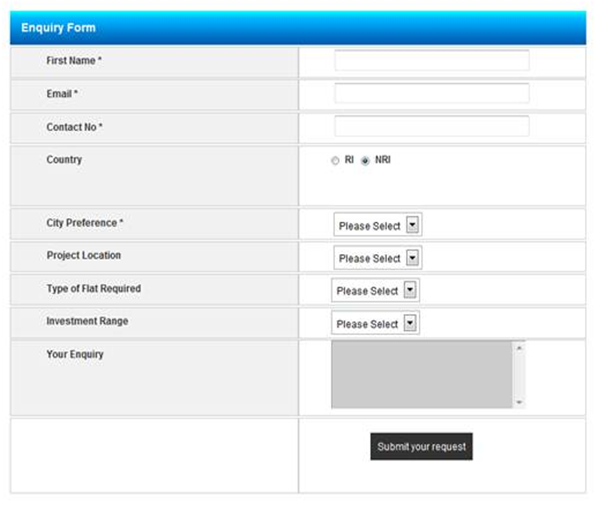 Enquiry Form
First Name *
Email *
Contact No *
Country RI NRI
City Preference * Please Select
Project Location Please Select
Type of Flat Required Please Select
Investment Range Please Select
Your Enquiry
Submit your request